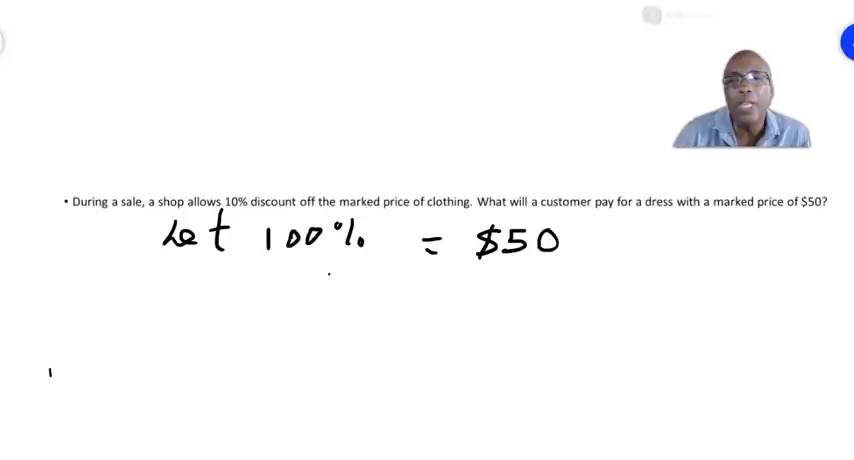 • During a sale, a shop allows 10% discount off the marked price of clothing. What will a customer pay for a dress with a marked price of $50?
Let 100% = $50